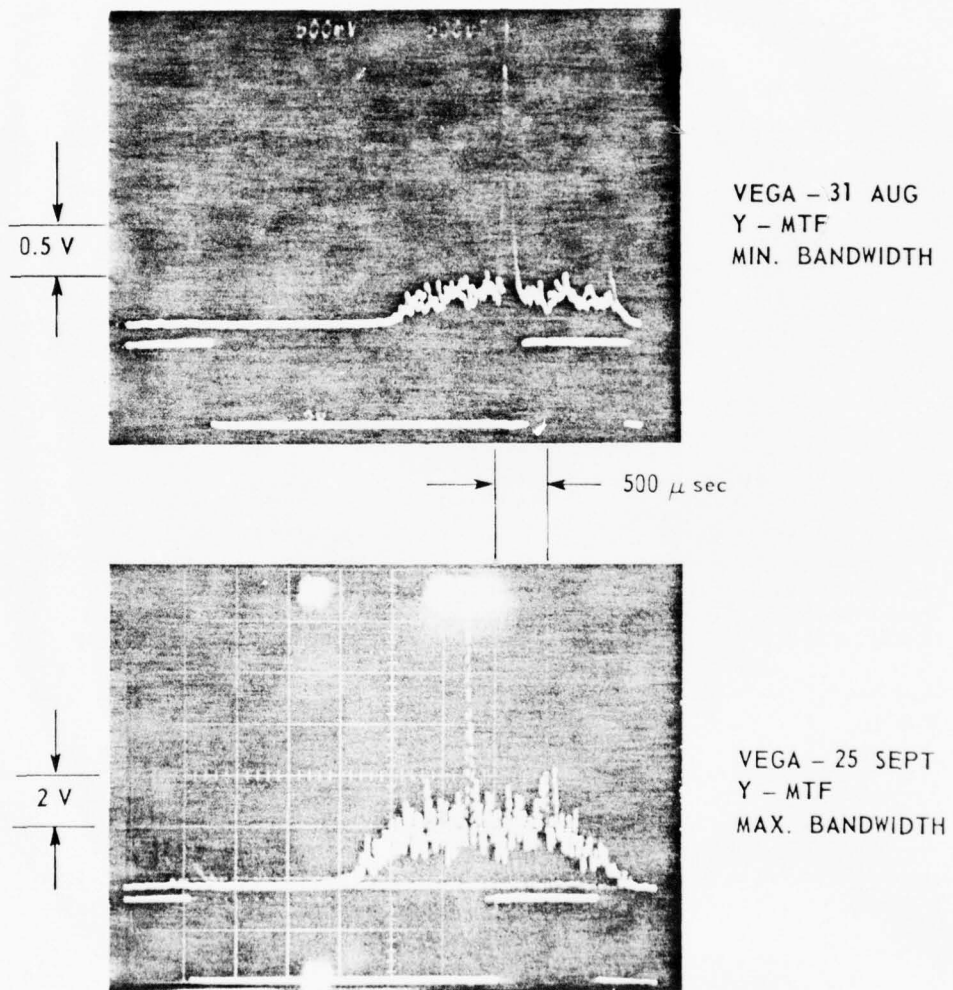 500mV
0.5 V
VEGA – 31 AUG
Y – MTF
MIN. BANDWIDTH
500 μ sec
2 V
VEGA – 25 SEPT
Y – MTF
MAX. BANDWIDTH